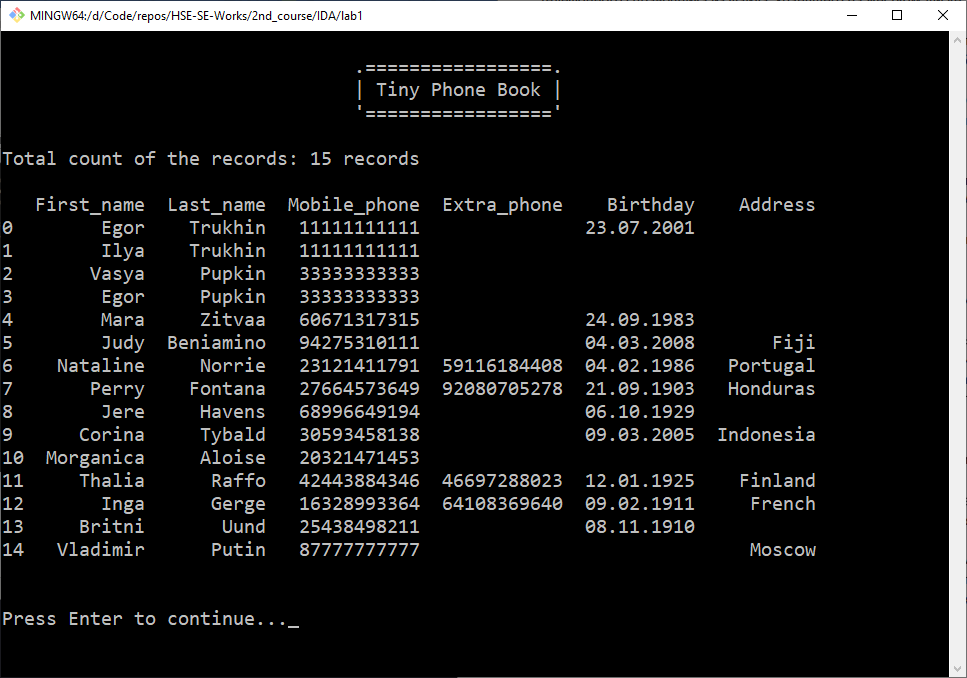 MINGW64:/d/Code/repos/HSE-SE-Works/2nd_course/IDA/lab1
.=================.
| Tiny Phone Book |
'================='
Total count of the records: 15 records
First_name Last_name Mobile_phone Extra_phone Birthday Address
0 Egor Trukhin 11111111111 23.07.2001
1 Ilya Trukhin 11111111111
2 Vasya Pupkin 33333333333
3 Egor Pupkin 33333333333
4 Mara Zitvaa 60671317315 24.09.1983
5 Judy Beniamino 94275310111 04.03.2008 Fiji
6 Nataline Norrie 23121411791 59116184408 04.02.1986 Portugal
7 Perry Fontana 27664573649 92080705278 21.09.1903 Honduras
8 Jere Havens 68996649194 06.10.1929
9 Corina Tybald 30593458138 09.03.2005 Indonesia
10 Morganica Aloise 20321471453
11 Thalia Raffo 42443884346 46697288023 12.01.1925 Finland
12 Inga Gerge 16328993364 64108369640 09.02.1911 French
13 Britni Uund 25438498211 08.11.1910
14 Vladimir Putin 87777777777 Moscow
Press Enter to continue..._